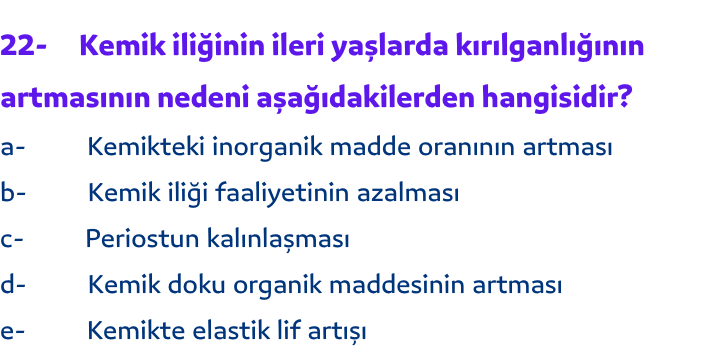 22- Kemik iliğinin ileri yaşlarda kırılganlığının
artmasının nedeni aşağıdakilerden hangisidir?
a- Kemikteki inorganik madde oranının artması
b- Kemik iliği faaliyetinin azalması
c- Periostun kalınlaşması
d- Kemik doku organik maddesinin artması
e- Kemikte elastik lif artışı